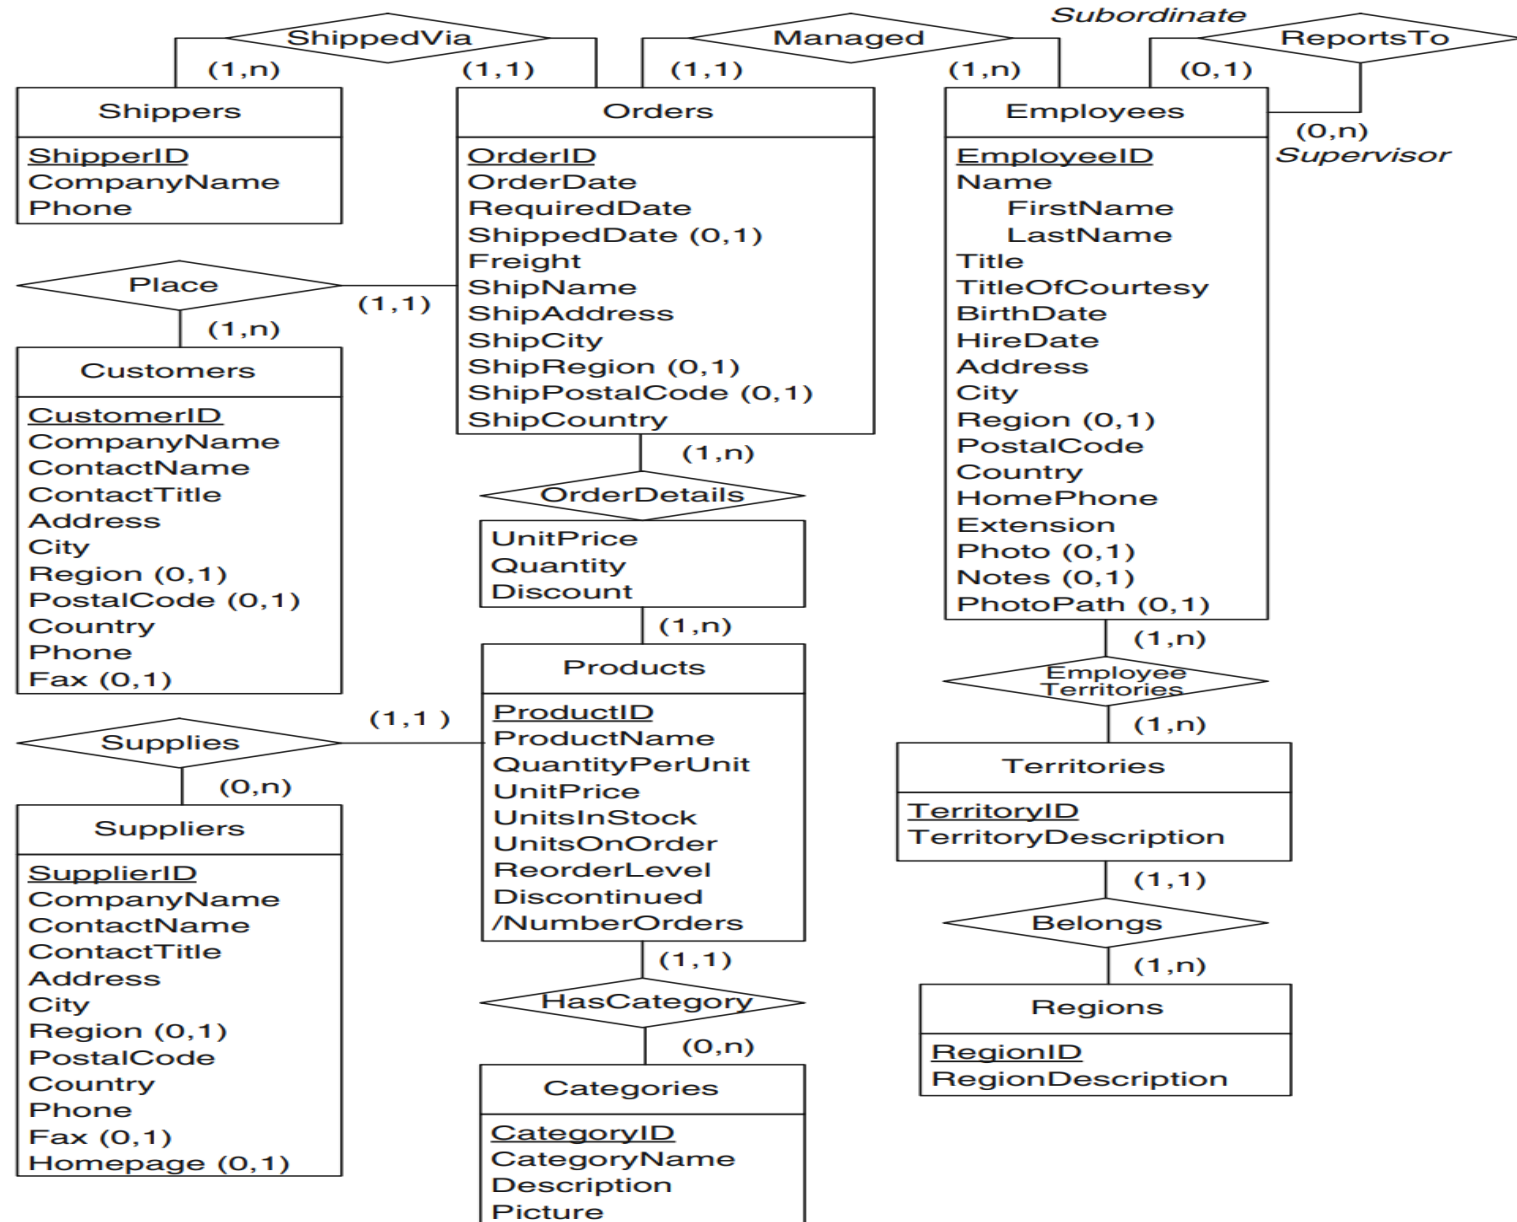 Subordinate
ShippedVia
Managed
ReportsTo
(1,n)
(1,1)
(1,1)
(1,n)
(0,1)
(0,n)
Supervisor
Shippers
ShipperID
CompanyName
Phone
Orders
OrderID
OrderDate
RequiredDate
ShippedDate (0,1)
Freight
ShipName
ShipAddress
ShipCity
ShipRegion (0,1)
ShipPostalCode (0,1)
ShipCountry
Employees
EmployeeID
Name
FirstName
LastName
Title
TitleOfCourtesy
BirthDate
HireDate
Address
City
Region (0,1)
PostalCode
Country
HomePhone
Extension
Photo (0,1)
Notes (0,1)
PhotoPath (0,1)
Place
(1,1)
(1,n)
Customers
CustomerID
CompanyName
ContactName
ContactTitle
Address
City
Region (0,1)
PostalCode (0,1)
Country
Phone
Fax (0,1)
(1,n)
OrderDetails
UnitPrice
Quantity
Discount
(1,n)
Products
ProductID
ProductName
QuantityPerUnit
UnitPrice
UnitsInStock
UnitsOnOrder
ReorderLevel
Discontinued
/NumberOrders
(1,n)
Employee
Territories
(1,n)
Territories
TerritoryID
TerritoryDescription
(1,1)
Belongs
(1,n)
Regions
RegionID
RegionDescription
(1,1 )
Supplies
(0,n)
Suppliers
SupplierID
CompanyName
ContactName
ContactTitle
Address
City
Region (0,1)
PostalCode
Country
Phone
Fax (0,1)
Homepage (0,1)
(1,1)
HasCategory
(0,n)
Categories
CategoryID
CategoryName
Description
Picture